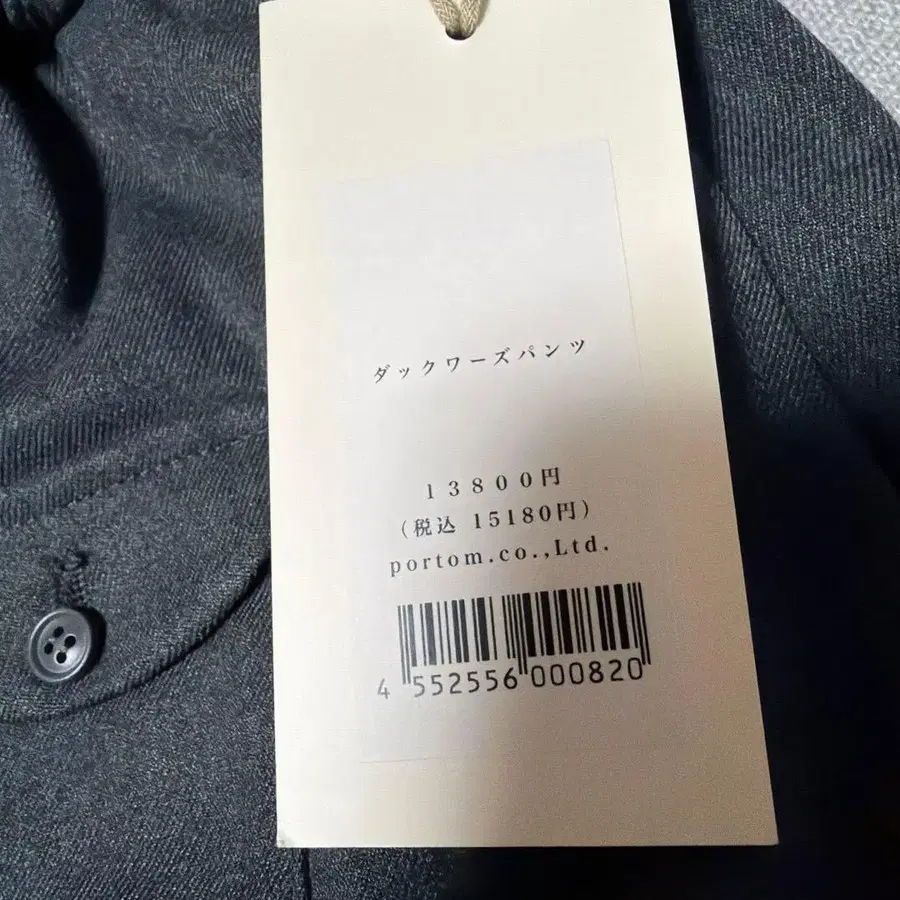 ダックワーズパンツ
13800円
(税込 15180円)
portom.co.,Ltd.
4 552556 000820